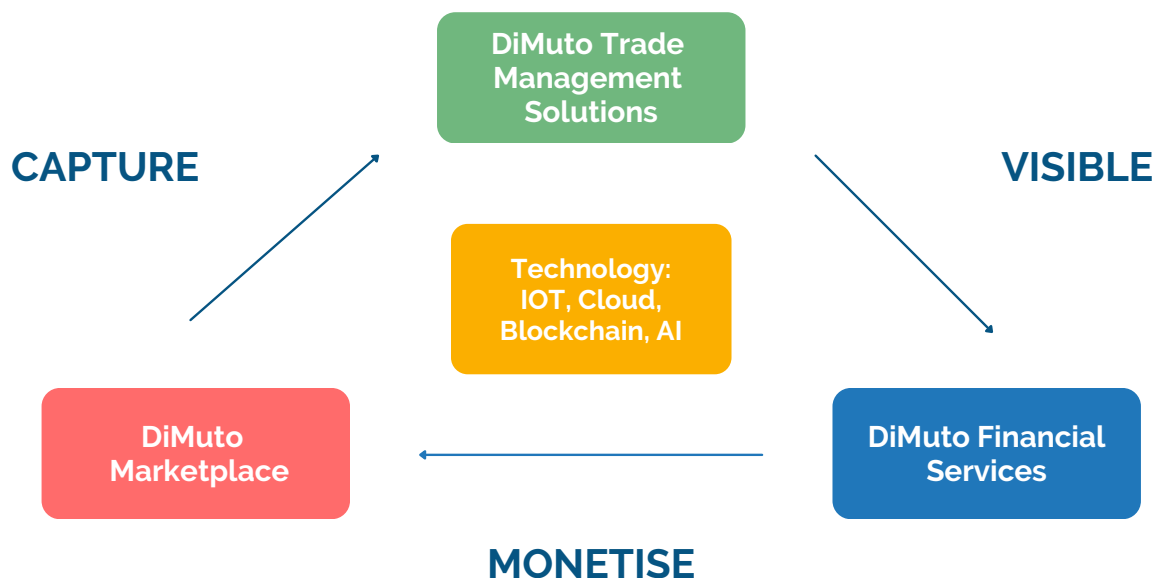 DiMuto Trade
Management
Solutions
CAPTURE
VISIBLE
Technology:
IOT, Cloud,
Blockchain, AI
DiMuto
Marketplace
DiMuto Financial
Services
MONETISE